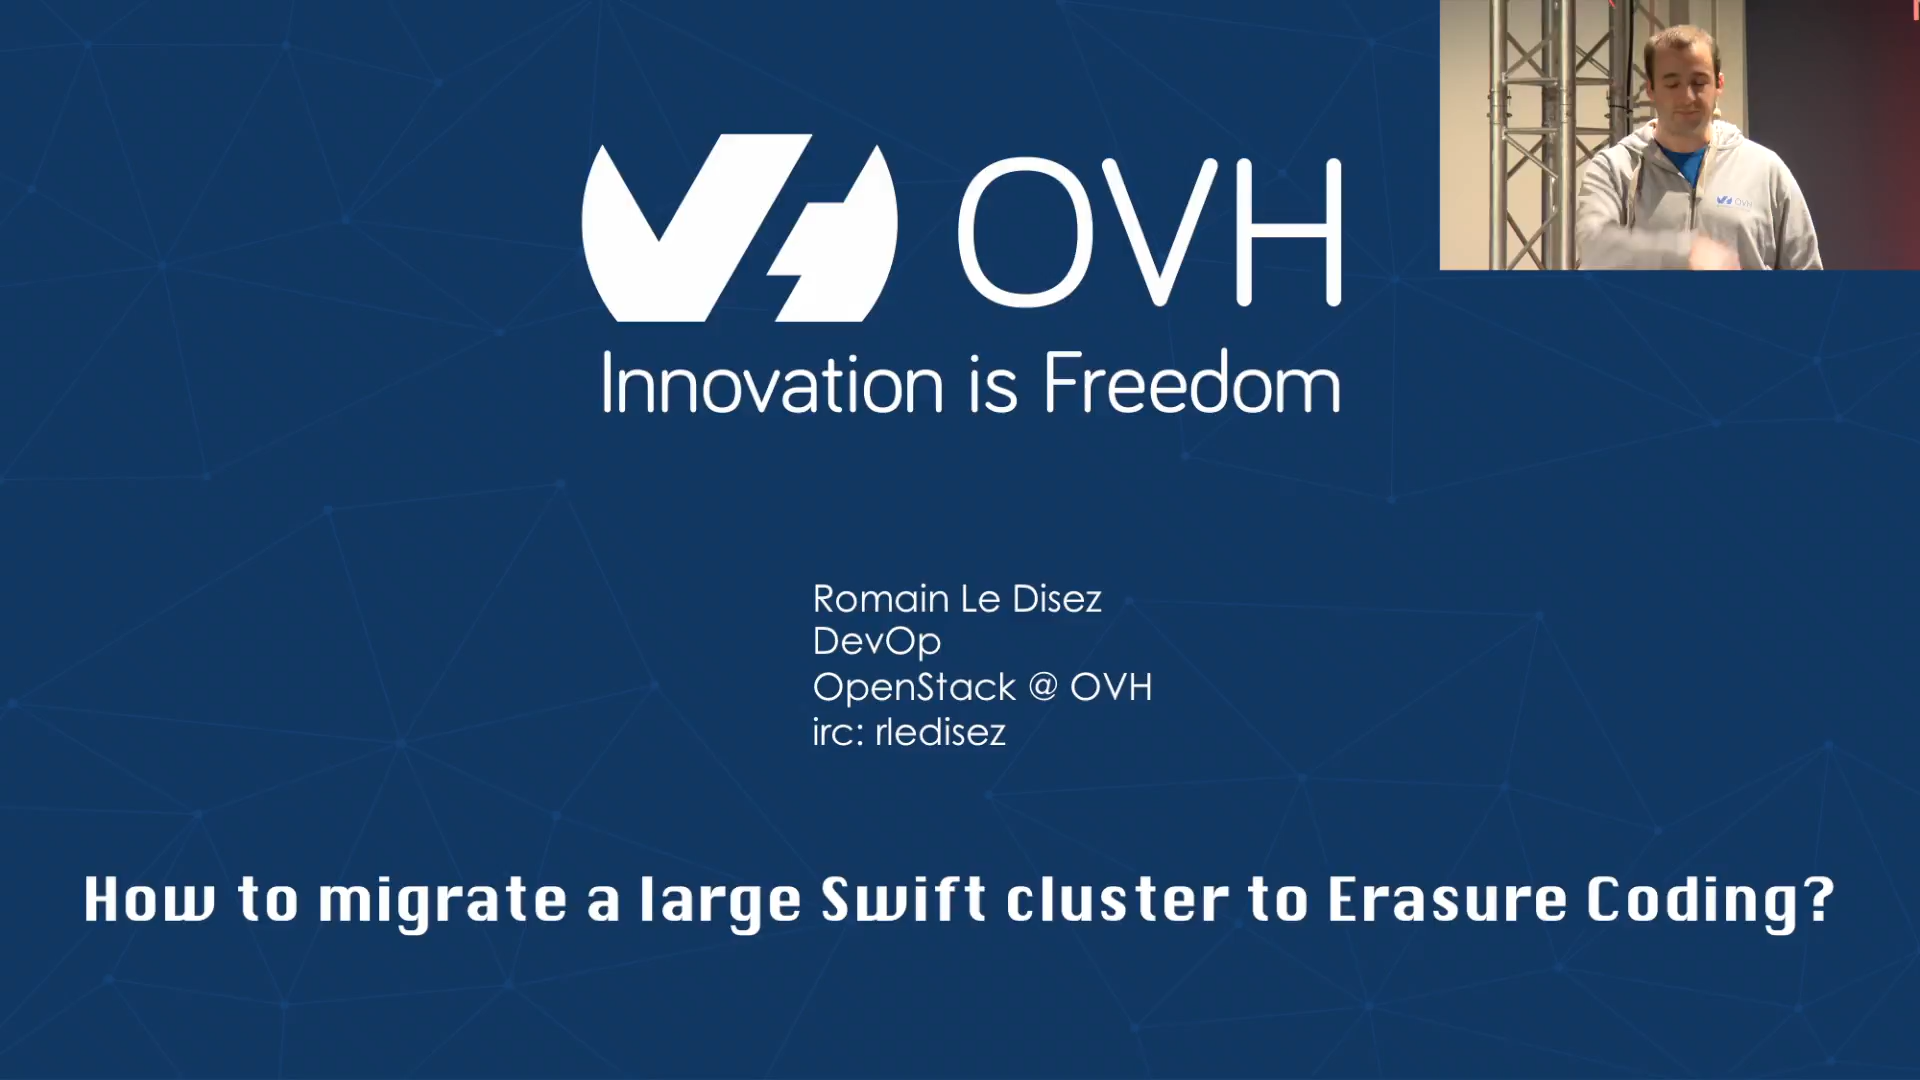 OVH
Innovation is Freedom
OVH
Romain Le Disez
DevOp
OpenStack @ OVH
irc: rledisez
How to migrate a large Swift cluster to Erasure Coding?